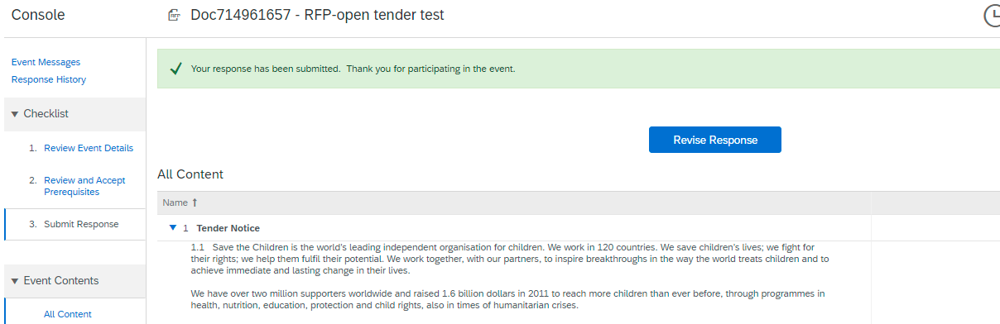 Console
RFP
Doc714961657 - RFP-open tender test
Event Messages
Response History
▼ Checklist
1. Review Event Details
2. Review and Accept
Prerequisites
3. Submit Response
▼ Event Contents
All Content
Your response has been submitted. Thank you for participating in the event.
Revise Response
All Content
Name ↑
▼ 1 Tender Notice
1.1 Save the Children is the world's leading independent organisation for children. We work in 120 countries. We save children's lives; we fight for
their rights; we help them fulfil their potential. We work together, with our partners, to inspire breakthroughs in the way the world treats children and to
achieve immediate and lasting change in their lives.
We have over two million supporters worldwide and raised 1.6 billion dollars in 2011 to reach more children than ever before, through programmes in
health, nutrition, education, protection and child rights, also in times of humanitarian crises.